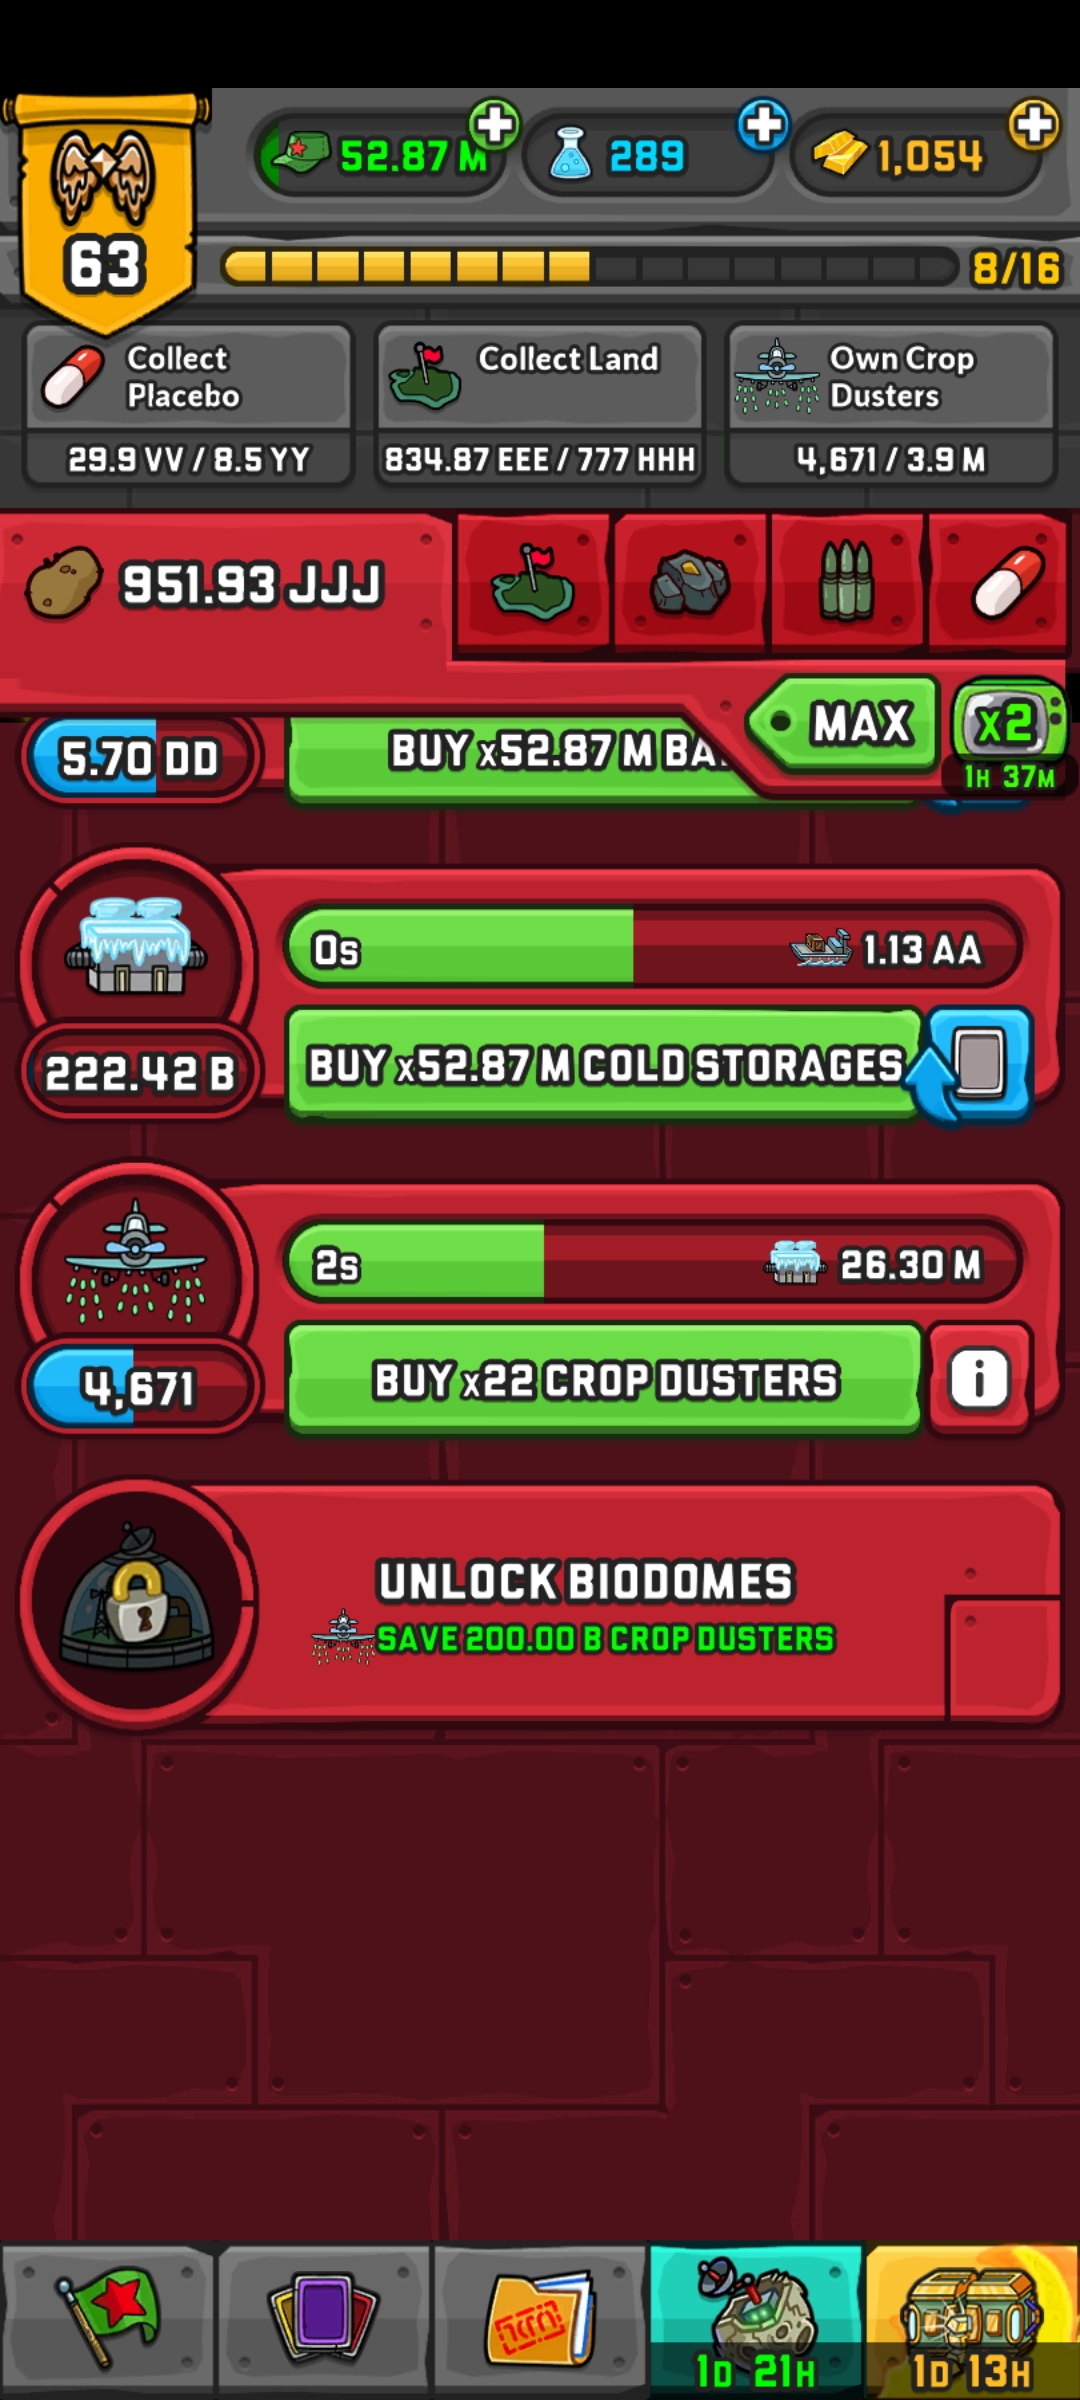 52.87 M
289
1,054
63
8/16
Collect
Placebo
29.9 VV / 8.5 YY
Collect Land
834.87 EEE / 777 HHH
Own Crop
Dusters
4,671 / 3.9 M
951.93 JJJ
MAX
x2
1H 37M
5.70 DD
BUY x52.87 M BA
0s
1.13 AA
222.42 B
BUY x52.87 M COLD STORAGES
2s
26.30 M
4,671
BUY x22 CROP DUSTERS
i
UNLOCK BIODOMES
SAVE 200.00 B CROP DUSTERS
1D 21H
1D 13H